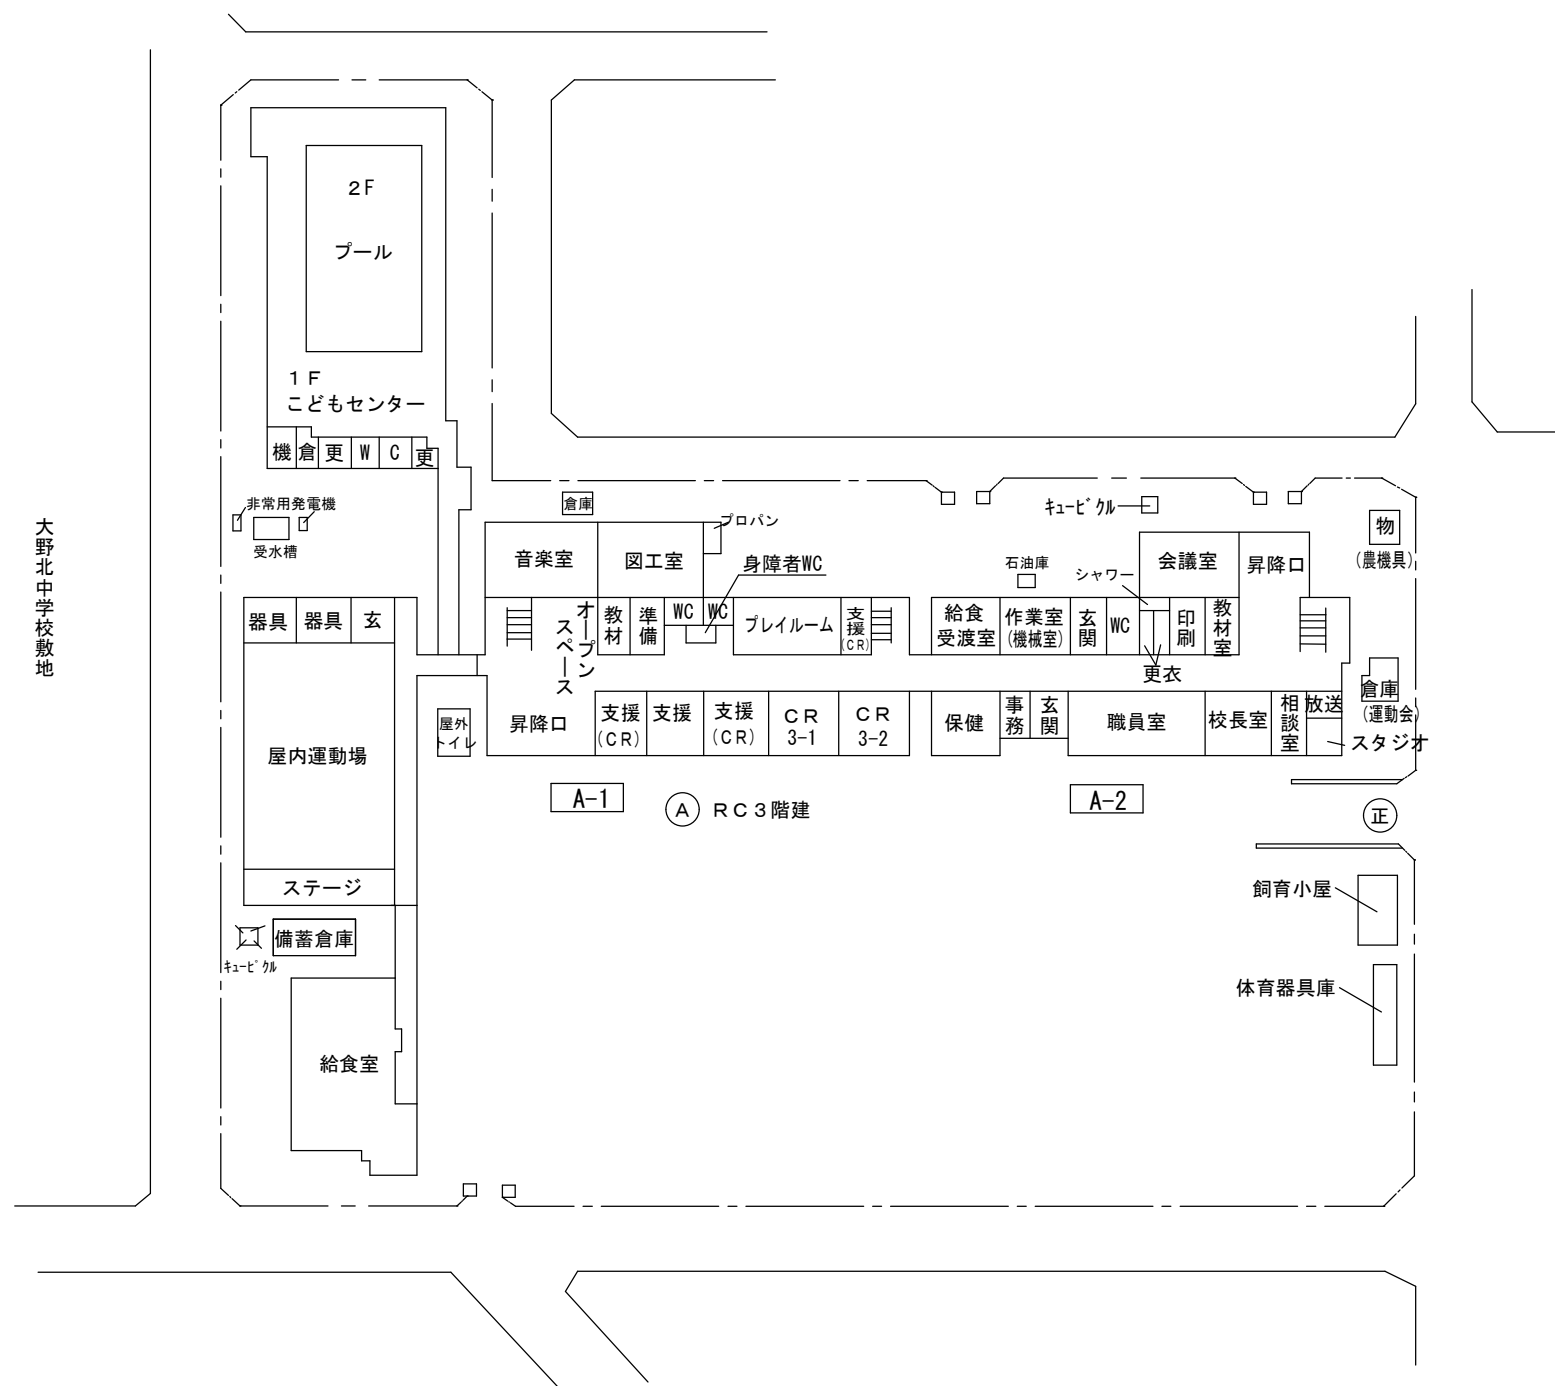 ２F
プール
１F
こどもセンター
機
倉
更
W
C
更
非常用発電機
受水槽
大野北中学校敷地
倉庫
プロパン
音楽室
図工室
身障者WC
キュービクル
石油庫
シャワー
会議室
昇降口
物
(農機具)
器具
器具
玄
オープン
スペース
教材
準備
WC
WC
プレイルーム
支援
(CR)
給食
受渡室
作業室
(機械室)
玄関
WC
印刷
教材室
更衣
倉庫
(運動会)
屋内運動場
屋外
トイレ
昇降口
支援
(CR)
支援
支援
(CR)
CR
3-1
CR
3-2
保健
事務
玄関
職員室
校長室
相談室
放送
スタジオ
A-1
A
RC３階建
A-2
正
ステージ
飼育小屋
備蓄倉庫
キュービクル
体育器具庫
給食室